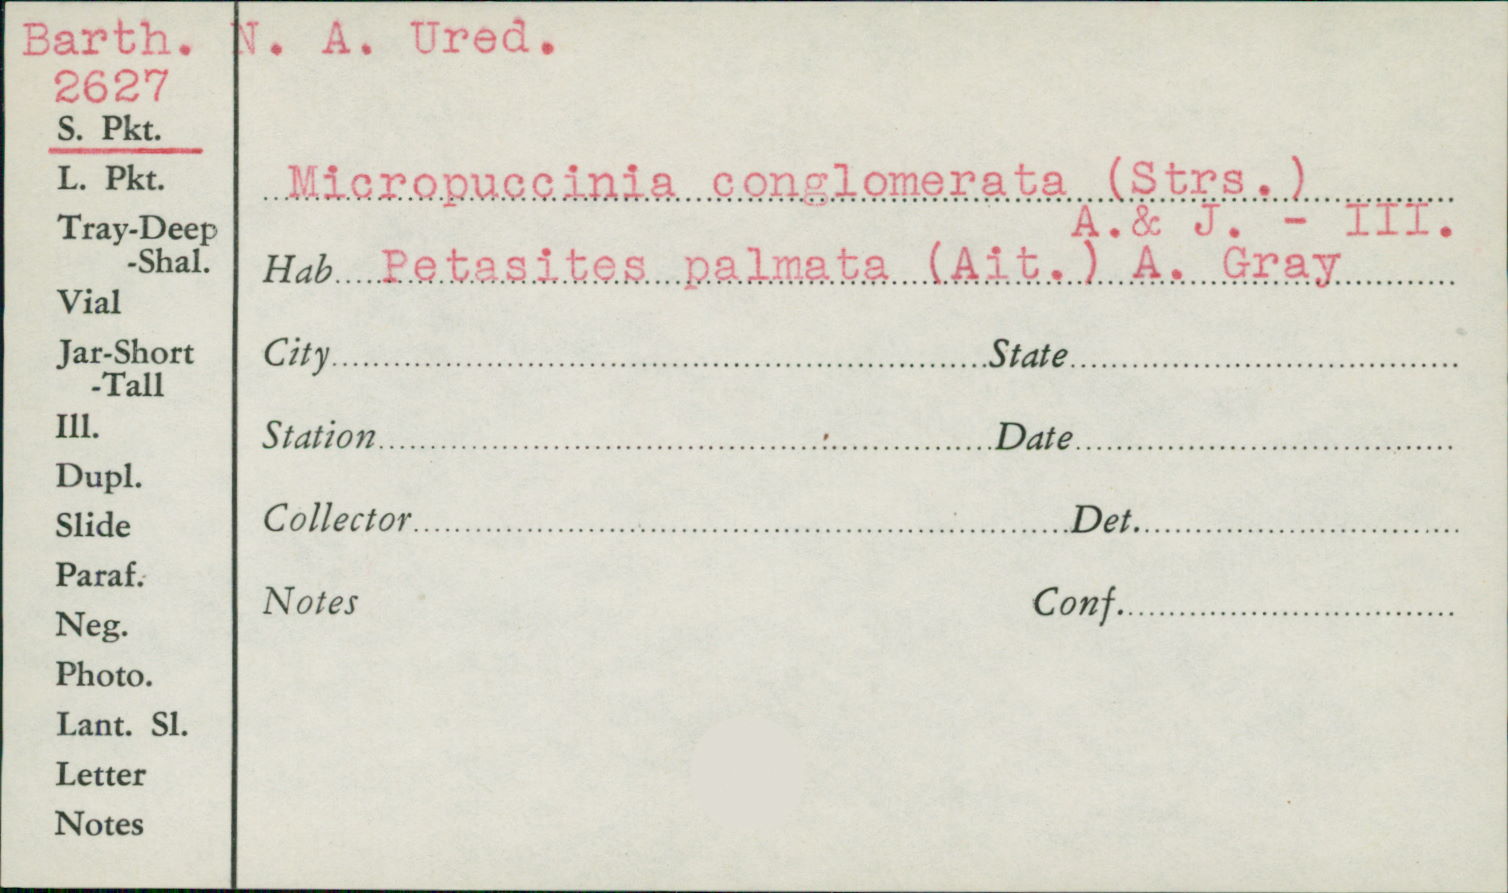 Barth. N. A. Ured.
2627
S. Pkt.
L. Pkt.
Tray-Deep
-Shal.
Vial
Jar-Short
-Tall
Ill.
Dupl.
Slide
Paraf.
Neg.
Photo.
Lant. Sl.
Letter
Notes
Micropuccinia conglomerata (Strs.)
A.& J. - III.
Hab Petasites palmata (Ait.) A. Gray
City State
Station Date
Collector Det.
Notes Conf.